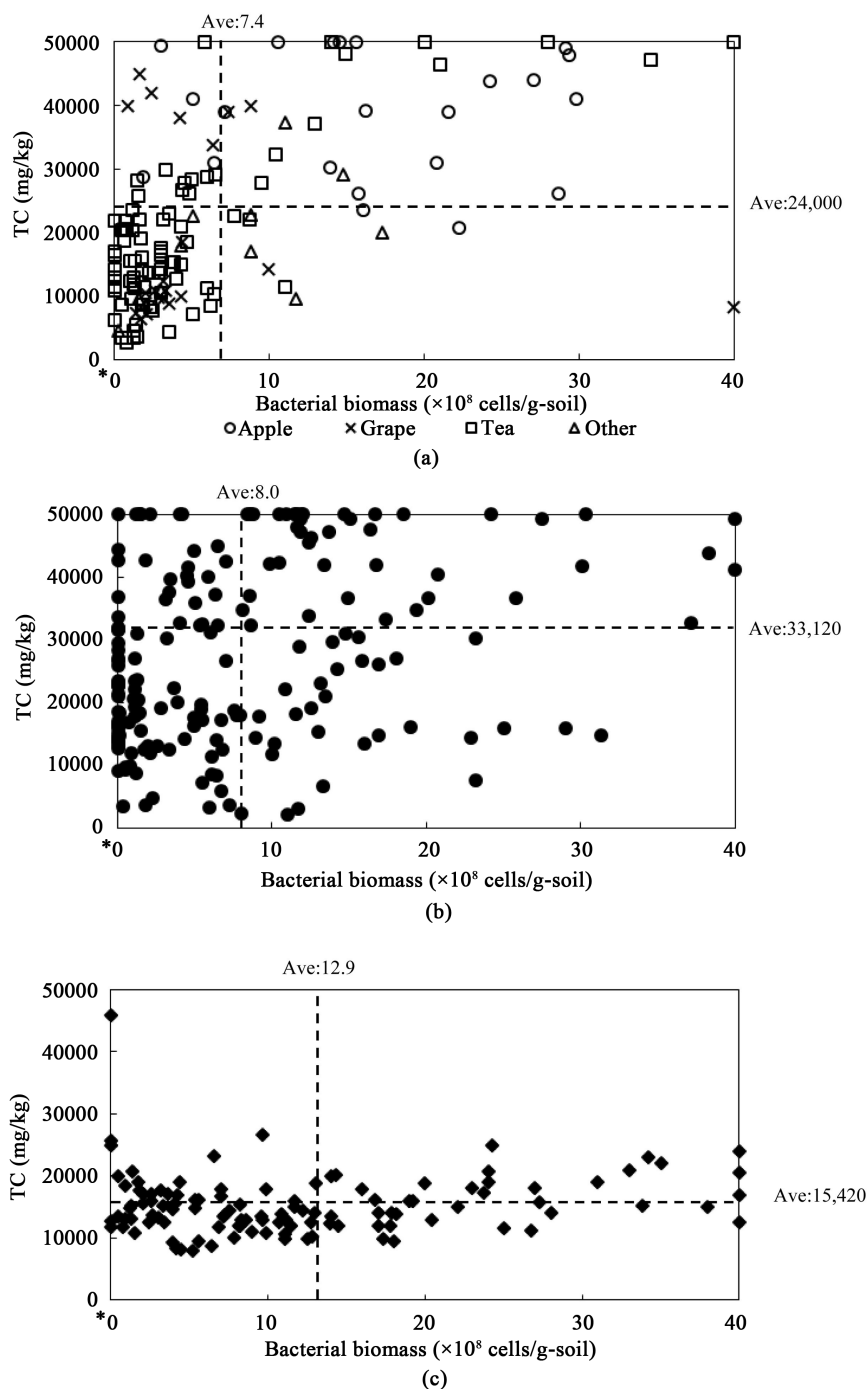 Ave:7.4
50000
40000
30000
20000
10000
0
TC (mg/kg)
Ave:24,000
*0 10 20 30 40
Bacterial biomass (×10⁸ cells/g-soil)
Apple Grape Tea Other
(a)
Ave:8.0
50000
40000
30000
20000
10000
0
TC (mg/kg)
Ave:33,120
*0 10 20 30 40
Bacterial biomass (×10⁸ cells/g-soil)
(b)
Ave:12.9
50000
40000
30000
20000
10000
0
TC (mg/kg)
Ave:15,420
*0 10 20 30 40
Bacterial biomass (×10⁸ cells/g-soil)
(c)